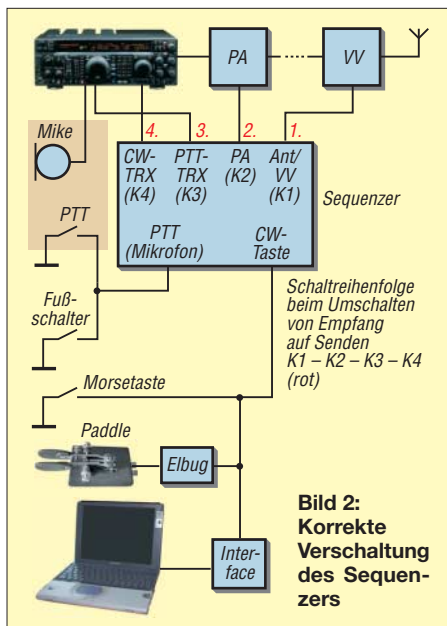 PA
VV
Mike
4.
3.
2.
1.
CW-
TRX
(K4)
PTT-
TRX
(K3)
PA
(K2)
Ant/
VV
(K1)
Sequenzer
PTT
PTT
(Mikrofon)
CW-
Taste
Fuß-
schalter
Schaltreihenfolge
beim Umschalten
von Empfang
auf Senden
K1 – K2 – K3 – K4
(rot)
Morsetaste
Paddle
Elbug
Inter-
face
Bild 2:
Korrekte
Verschaltung
des Sequen-
zers